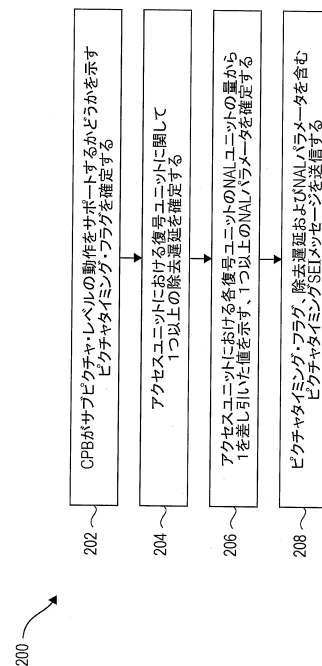 200
202
CPBがサブピクチャ・レベルの動作をサポートするかどうかを示す
ピクチャタイミング・フラグを確定する
204
アクセスユニットにおける復号ユニットに関して
1つ以上の除去遅延を確定する
206
アクセスユニットにおける各復号ユニットのNALユニットの量から
1を差し引いた値を示す、1つ以上のNALパラメータを確定する
208
ピクチャタイミング・フラグ、除去遅延およびNALパラメータを含む
ピクチャタイミングSEIメッセージを送信する